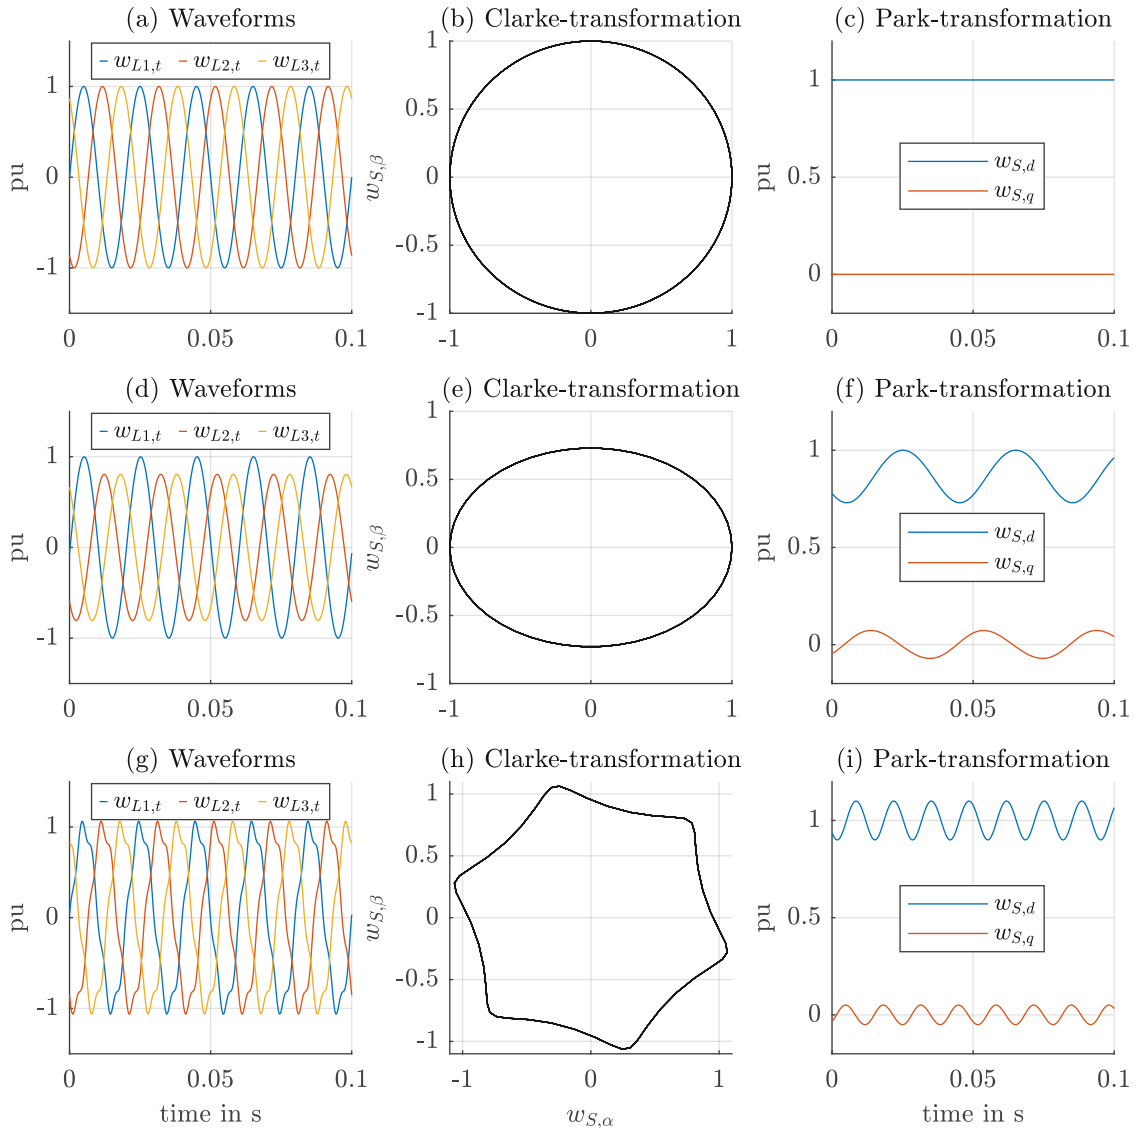 (a) Waveforms
w_{L1,t} w_{L2,t} w_{L3,t}
1
0
-1
pu
0 0.05 0.1
(b) Clarke-transformation
1
0.5
0
-0.5
-1
w_{S,β}
-1 0 1
(c) Park-transformation
1
0.5
0
pu
w_{S,d}
w_{S,q}
0 0.05 0.1
(d) Waveforms
w_{L1,t} w_{L2,t} w_{L3,t}
1
0
-1
pu
0 0.05 0.1
(e) Clarke-transformation
1
0.5
0
-0.5
-1
w_{S,β}
-1 0 1
(f) Park-transformation
1
0.5
0
pu
w_{S,d}
w_{S,q}
0 0.05 0.1
(g) Waveforms
w_{L1,t} w_{L2,t} w_{L3,t}
1
0
-1
pu
0 0.05 0.1
time in s
(h) Clarke-transformation
1
0.5
0
-0.5
-1
w_{S,β}
-1 0 1
w_{S,α}
(i) Park-transformation
1
0.5
0
pu
w_{S,d}
w_{S,q}
0 0.05 0.1
time in s